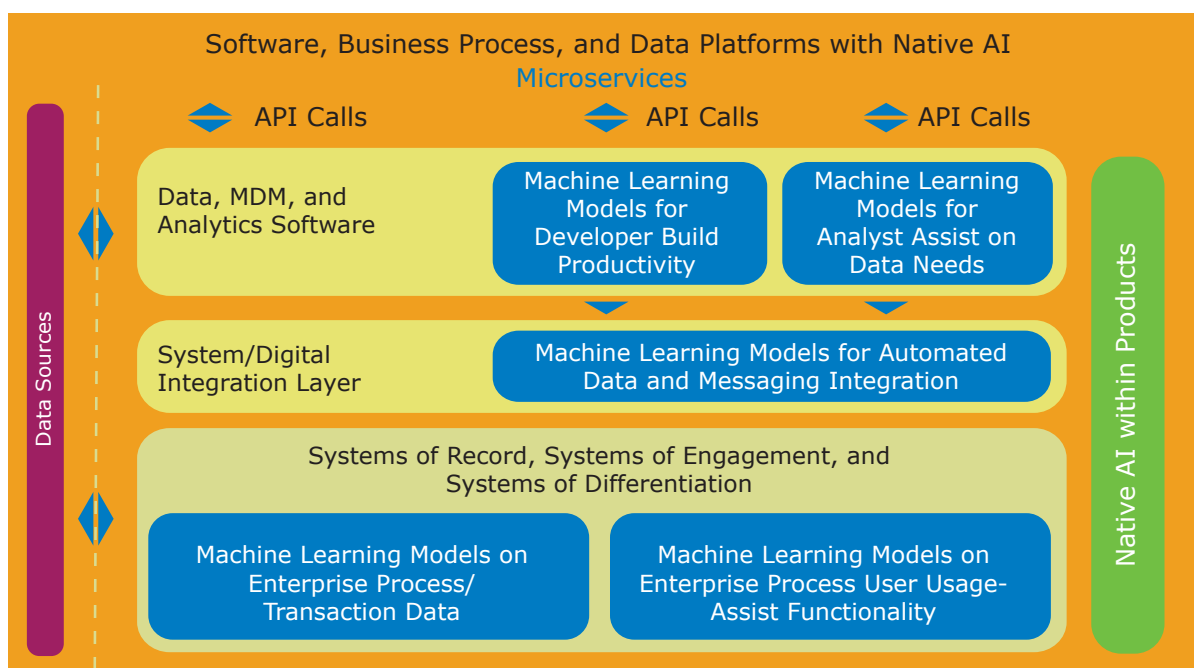 Software, Business Process, and Data Platforms with Native AI
Microservices
API Calls
API Calls
API Calls
Data Sources
Data, MDM, and
Analytics Software
Machine Learning
Models for
Developer Build
Productivity
Machine Learning
Models for
Analyst Assist on
Data Needs
System/Digital
Integration Layer
Machine Learning Models for Automated
Data and Messaging Integration
Systems of Record, Systems of Engagement, and
Systems of Differentiation
Machine Learning Models on
Enterprise Process/
Transaction Data
Machine Learning Models on
Enterprise Process User Usage-
Assist Functionality
Native AI within Products